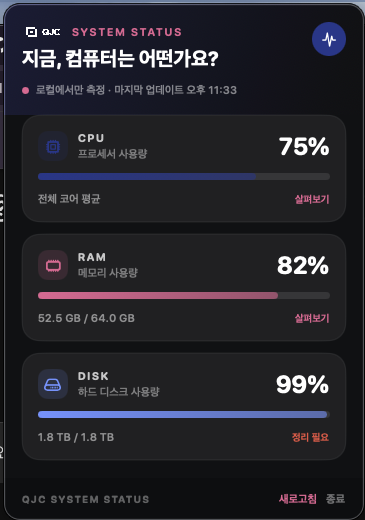 QJC SYSTEM STATUS
지금, 컴퓨터는 어떤가요?
로컬에서만 측정 · 마지막 업데이트 오후 11:33
CPU
프로세서 사용량
75%
전체 코어 평균
살펴보기
RAM
메모리 사용량
82%
52.5 GB / 64.0 GB
살펴보기
DISK
하드 디스크 사용량
99%
1.8 TB / 1.8 TB
정리 필요
QJC SYSTEM STATUS
새로고침 종료